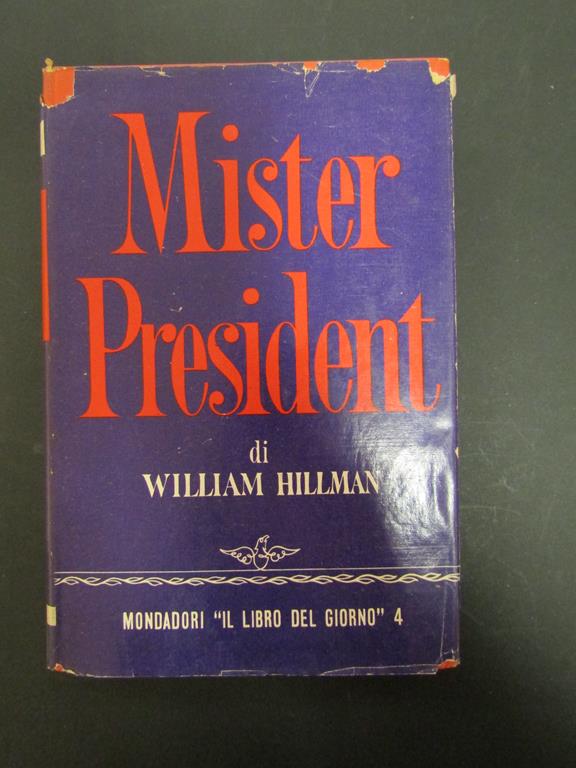 Mister
President
di
WILLIAM HILLMAN
MONDADORI "IL LIBRO DEL GIORNO" 4